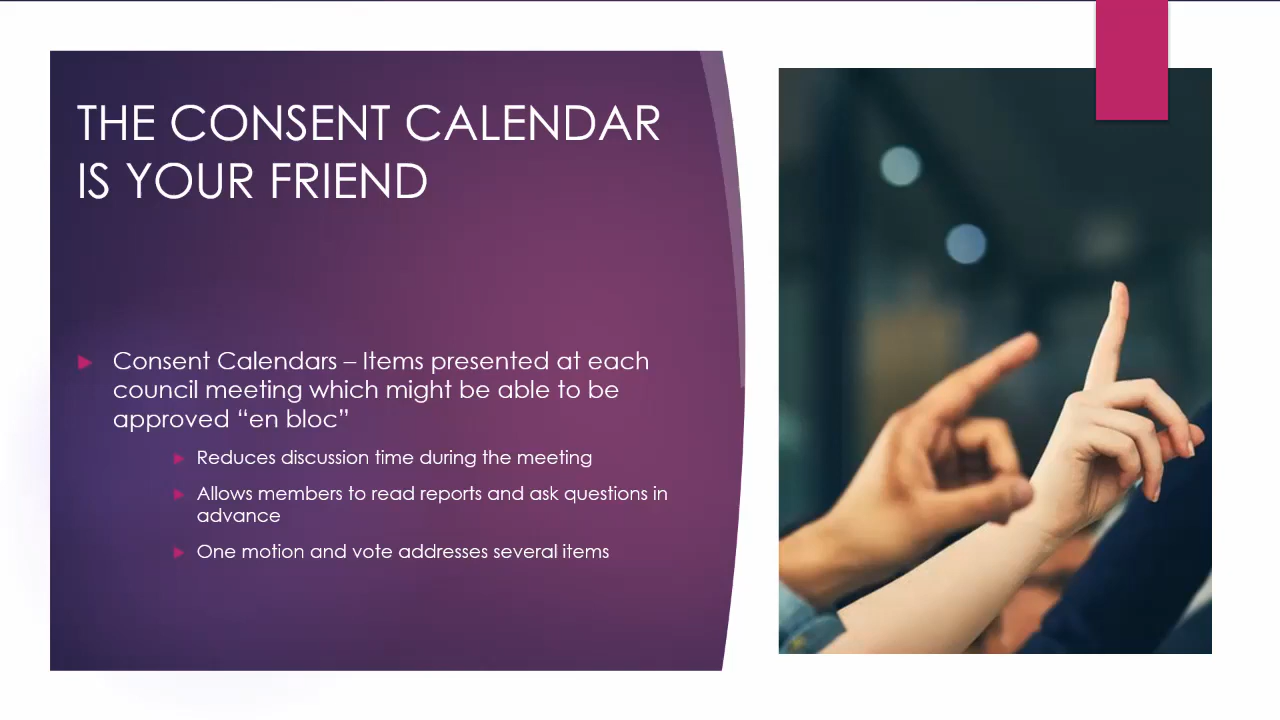 THE CONSENT CALENDAR
IS YOUR FRIEND
Consent Calendars – Items presented at each
council meeting which might be able to be
approved “en bloc”
Reduces discussion time during the meeting
Allows members to read reports and ask questions in
advance
One motion and vote addresses several items